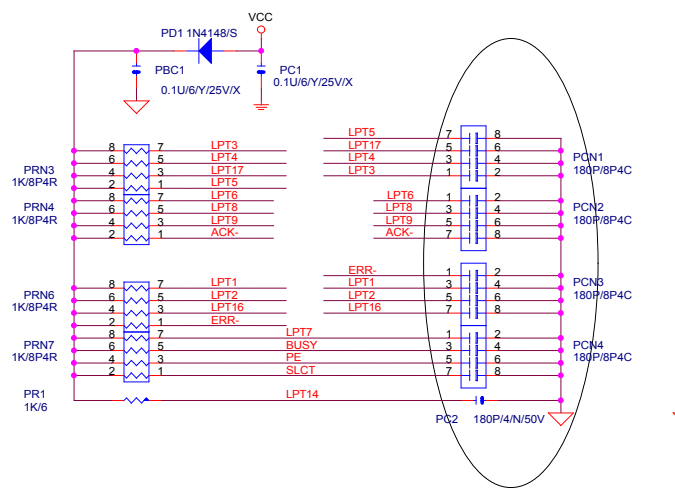 VCC
PD1 1N4148/S
PBC1
0.1U/6/Y/25V/X
PC1
0.1U/6/Y/25V/X
PRN3
1K/8P4R
8 7 LPT3
6 5 LPT4
4 3 LPT17
2 1 LPT5
PRN4
1K/8P4R
8 7 LPT6
6 5 LPT8
4 3 LPT9
2 1 ACK-
LPT5 7 8
LPT17 5 6
LPT4 3 4
LPT3 1 2
PCN1
180P/8P4C
LPT6 1 2
LPT8 3 4
LPT9 5 6
ACK- 7 8
PCN2
180P/8P4C
PRN6
1K/8P4R
8 7 LPT1
6 5 LPT2
4 3 LPT16
2 1 ERR-
ERR- 1 2
LPT1 3 4
LPT2 5 6
LPT16 7 8
PCN3
180P/8P4C
PRN7
1K/8P4R
8 7 LPT7 1 2
6 5 BUSY 3 4
4 3 PE 5 6
2 1 SLCT 7 8
PCN4
180P/8P4C
PR1
1K/6
LPT14
PC2 180P/4/N/50V